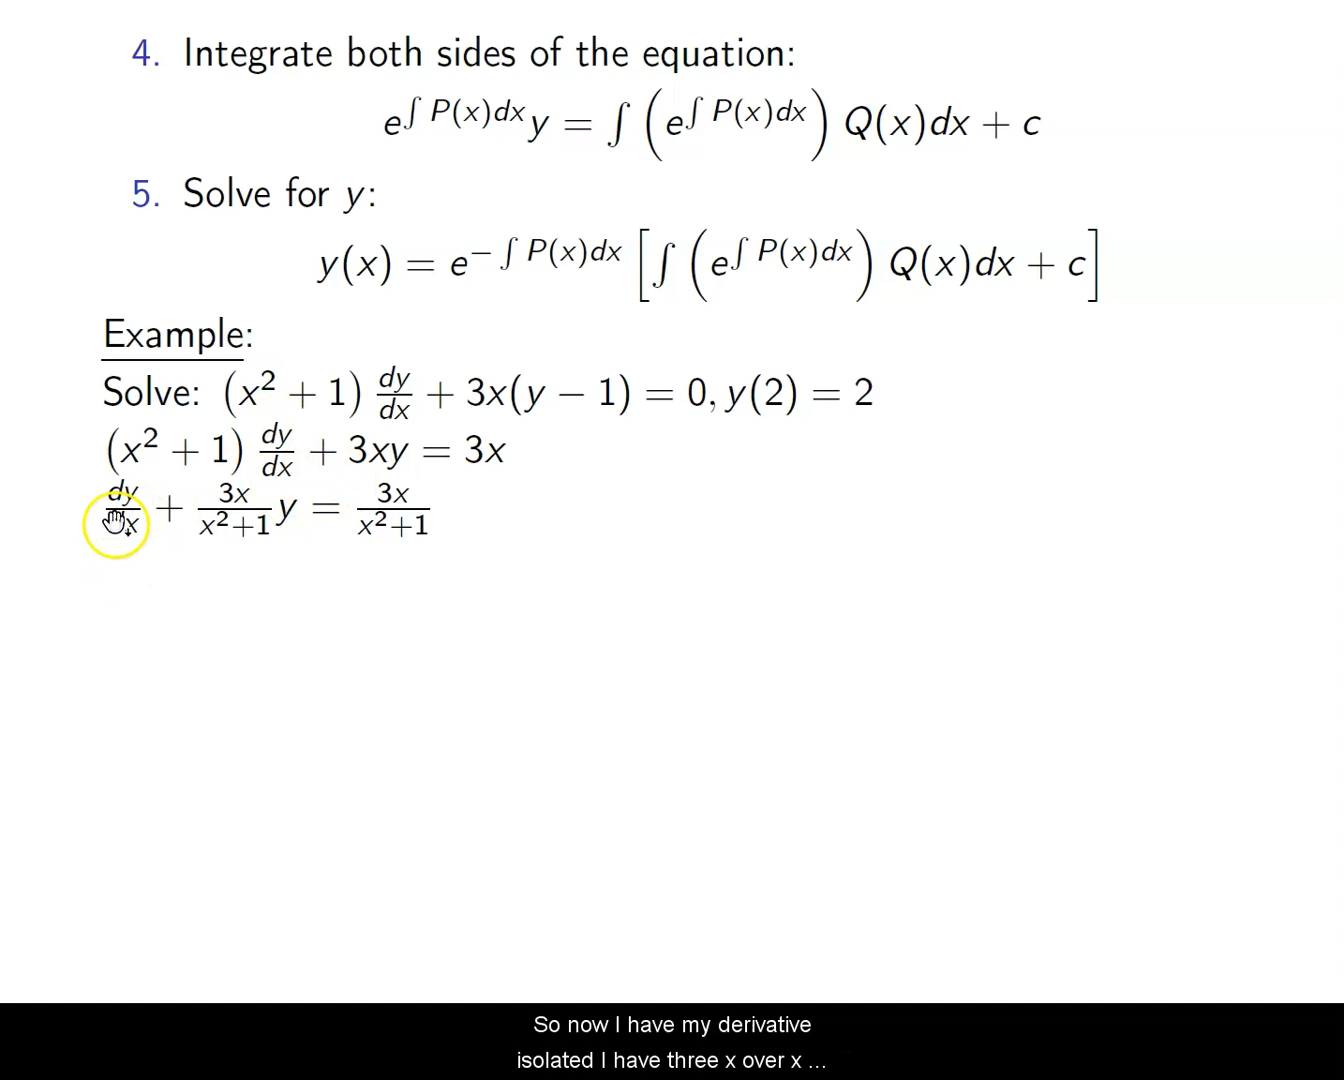 4. Integrate both sides of the equation:
e^{∫ P(x)dx} y = ∫ (e^{∫ P(x)dx}) Q(x)dx + c
5. Solve for y:
y(x) = e^{− ∫ P(x)dx} [∫ (e^{∫ P(x)dx}) Q(x)dx + c]
Example:
Solve: (x² + 1) dy/dx + 3x(y − 1) = 0, y(2) = 2
(x² + 1) dy/dx + 3xy = 3x
dy/dx + 3x/(x²+1) y = 3x/(x²+1)
So now I have my derivative
isolated I have three x over x ...